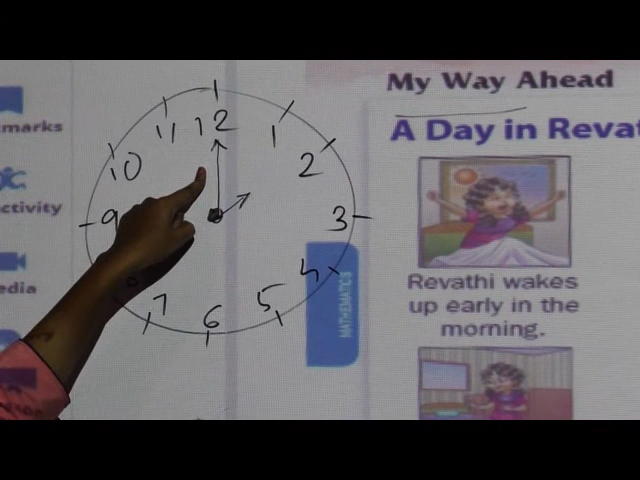 My Way Ahead
A Day in Revat
marks
ctivity
edia
12
1
2
3
4
5
6
7
9
10
11
MATHEMATICS
Revathi wakes
up early in the
morning.